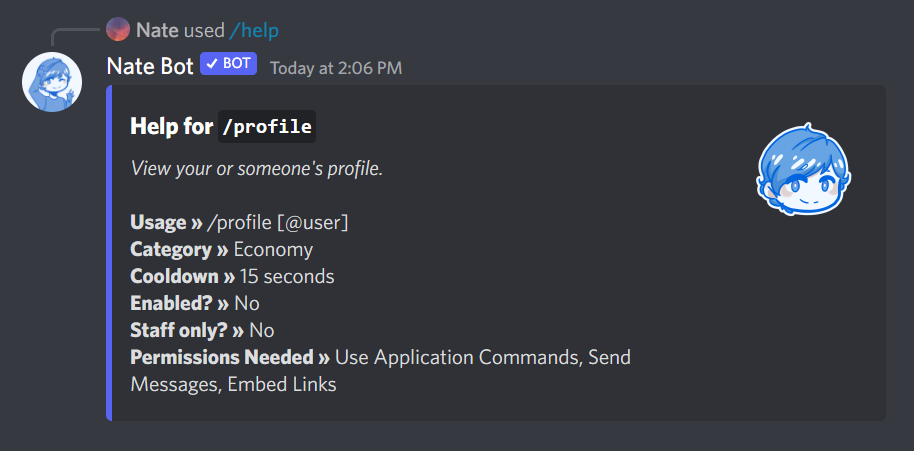 Nate used /help
Nate Bot ✓ BOT Today at 2:06 PM
Help for /profile
View your or someone's profile.
Usage » /profile [@user]
Category » Economy
Cooldown » 15 seconds
Enabled? » No
Staff only? » No
Permissions Needed » Use Application Commands, Send
Messages, Embed Links